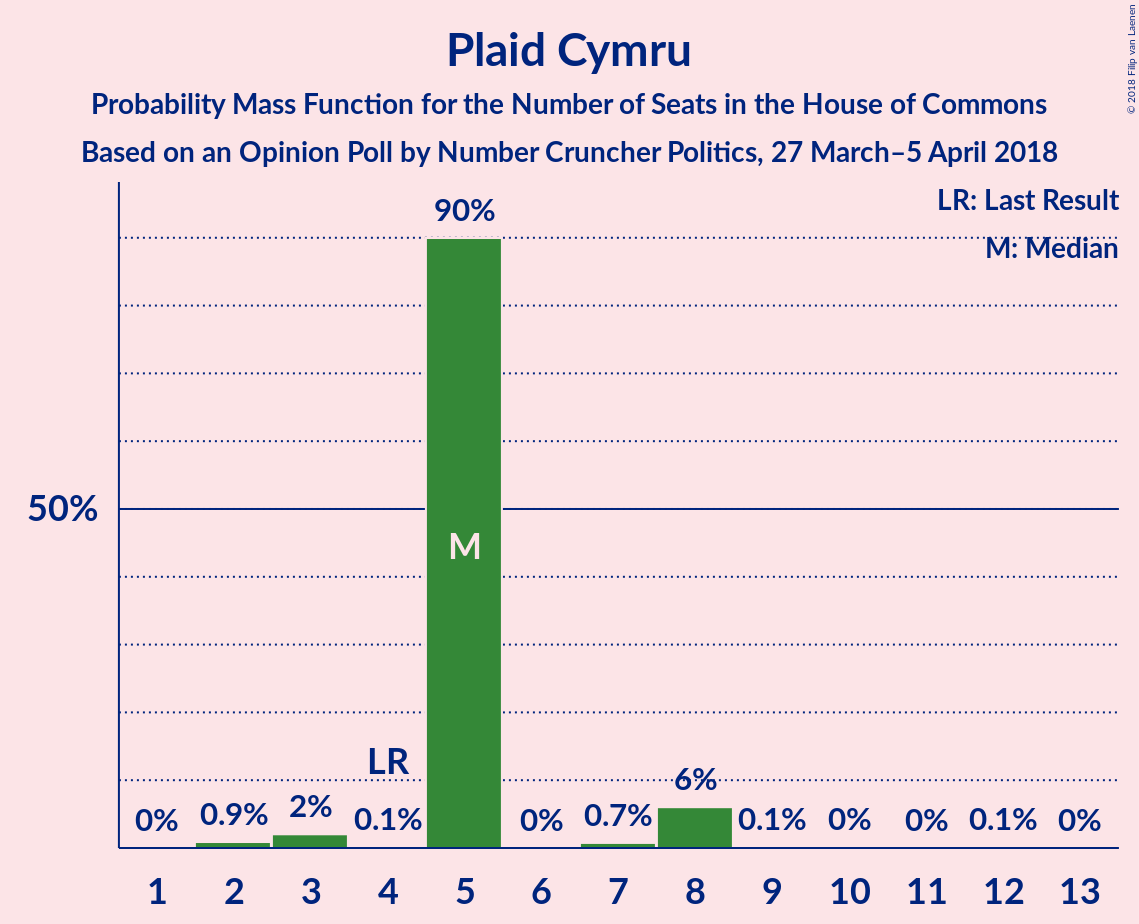 Plaid Cymru
Probability Mass Function for the Number of Seats in the House of Commons
Based on an Opinion Poll by Number Cruncher Politics, 27 March–5 April 2018
© 2018 Filip van Laenen
LR: Last Result
M: Median
50%
0%
0.9%
2%
LR
0.1%
90%
M
0%
0.7%
6%
0.1%
0%
0%
0.1%
0%
1 2 3 4 5 6 7 8 9 10 11 12 13